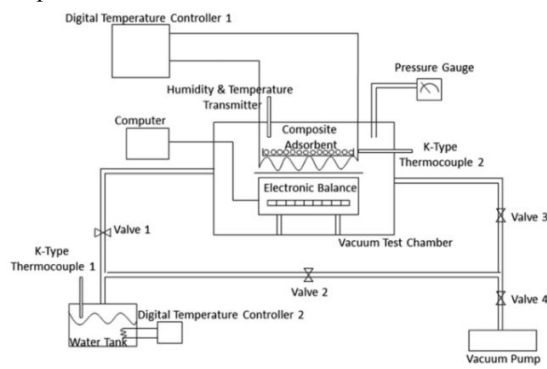 Digital Temperature Controller 1
Pressure Gauge
Humidity & Temperature
Transmitter
Computer
Composite
Adsorbent
K-Type
Thermocouple 2
Electronic Balance
Valve 1
Valve 3
Vacuum Test Chamber
K-Type
Thermocouple 1
Valve 2
Valve 4
Digital Temperature Controller 2
Water Tank
Vacuum Pump